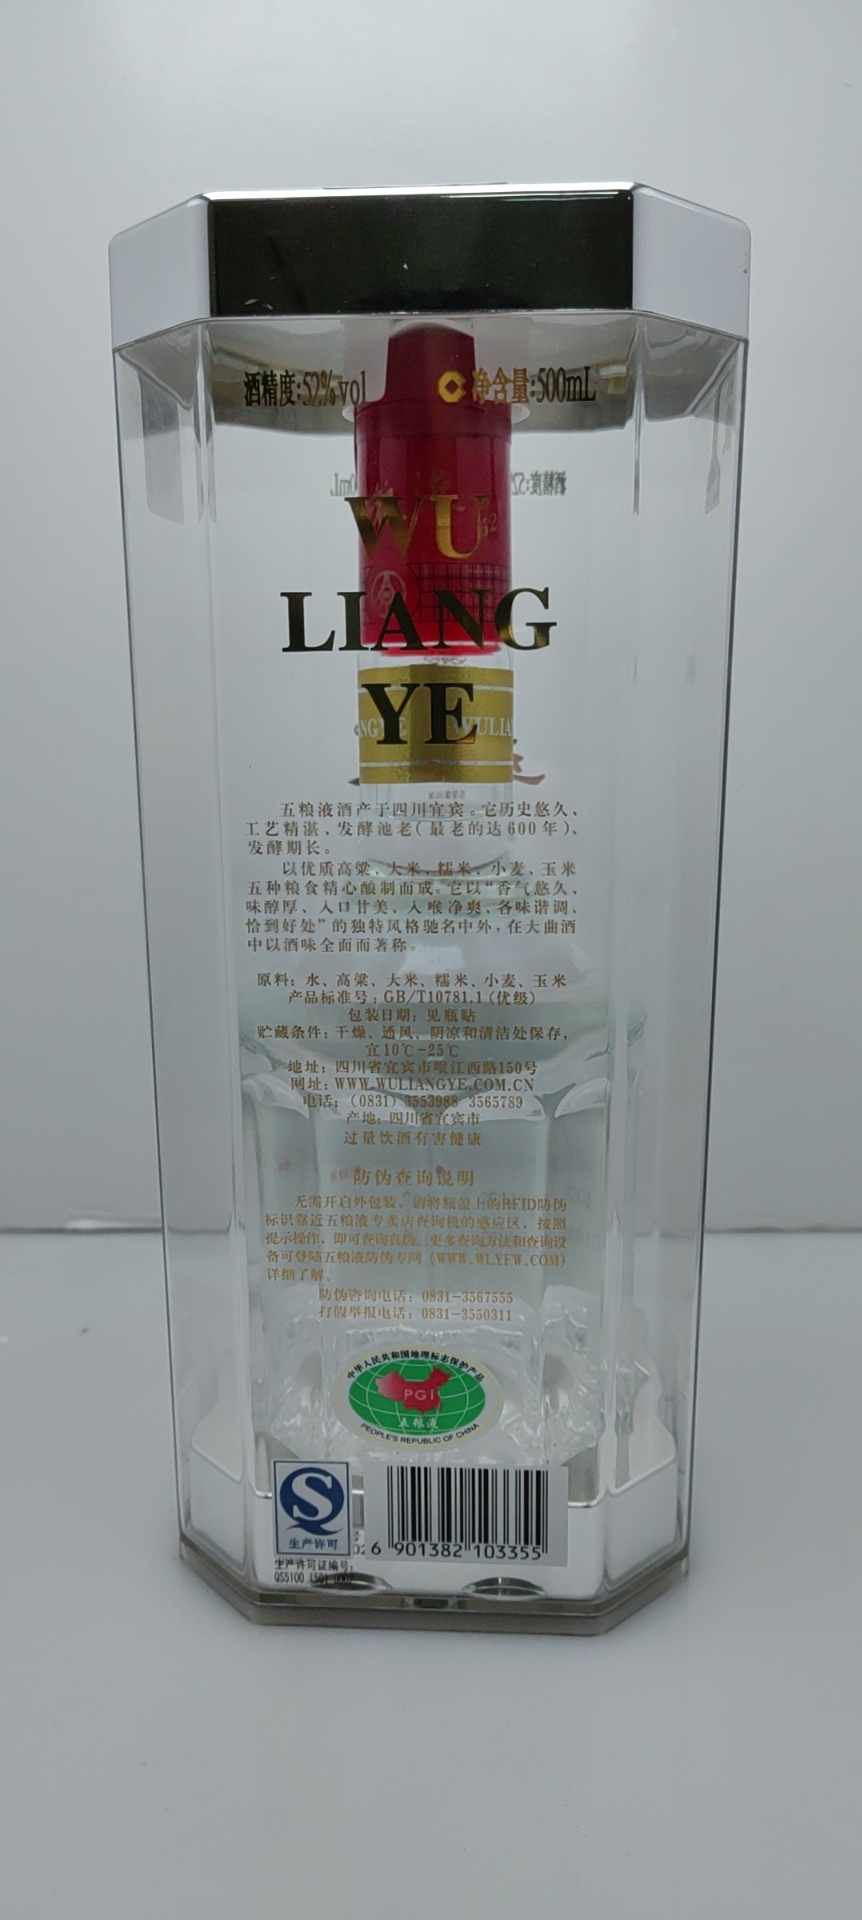 酒精度:52%vol 净含量:500mL
WU
LIANG
YE
WULIA
五粮液酒产于四川宜宾。它历史悠久、
工艺精湛、发酵池老(最老的达600年)、
发酵期长。
以优质高粱、大米、糯米、小麦、玉米
五种粮食精心酿制而成。它以“香气悠久、
味醇厚、入口甘美、入喉净爽、各味谐调、
恰到好处”的独特风格驰名中外，在大曲酒
中以酒味全面而著称。
原料：水、高粱、大米、糯米、小麦、玉米
产品标准号：GB/T10781.1(优级)
包装日期：见瓶贴
贮藏条件：干燥、通风、阴凉和清洁处保存，
宜10℃-25℃
地址：四川省宜宾市岷江西路150号
网址：WWW.WULIANGYE.COM.CN
电话：（0831）3553988 3565789
产地：四川省宜宾市
过量饮酒有害健康
防伪查询说明
无需开启外包装，请将瓶盖上的RFID防伪
标识靠近五粮液专卖店查询机的感应区，按照
提示操作，即可查询真伪。更多查询方法和查询设
备可登陆五粮液防伪专网（WWW.WLYFW.COM）
详细了解。
防伪咨询电话：0831-3567555
打假举报电话：0831-3550311
中华人民共和国地理标志保护产品
PGI
五粮液
PEOPLE'S REPUBLIC OF CHINA
生产许可
生产许可证编号:
QS5100 1501 0002
6 901382 103355